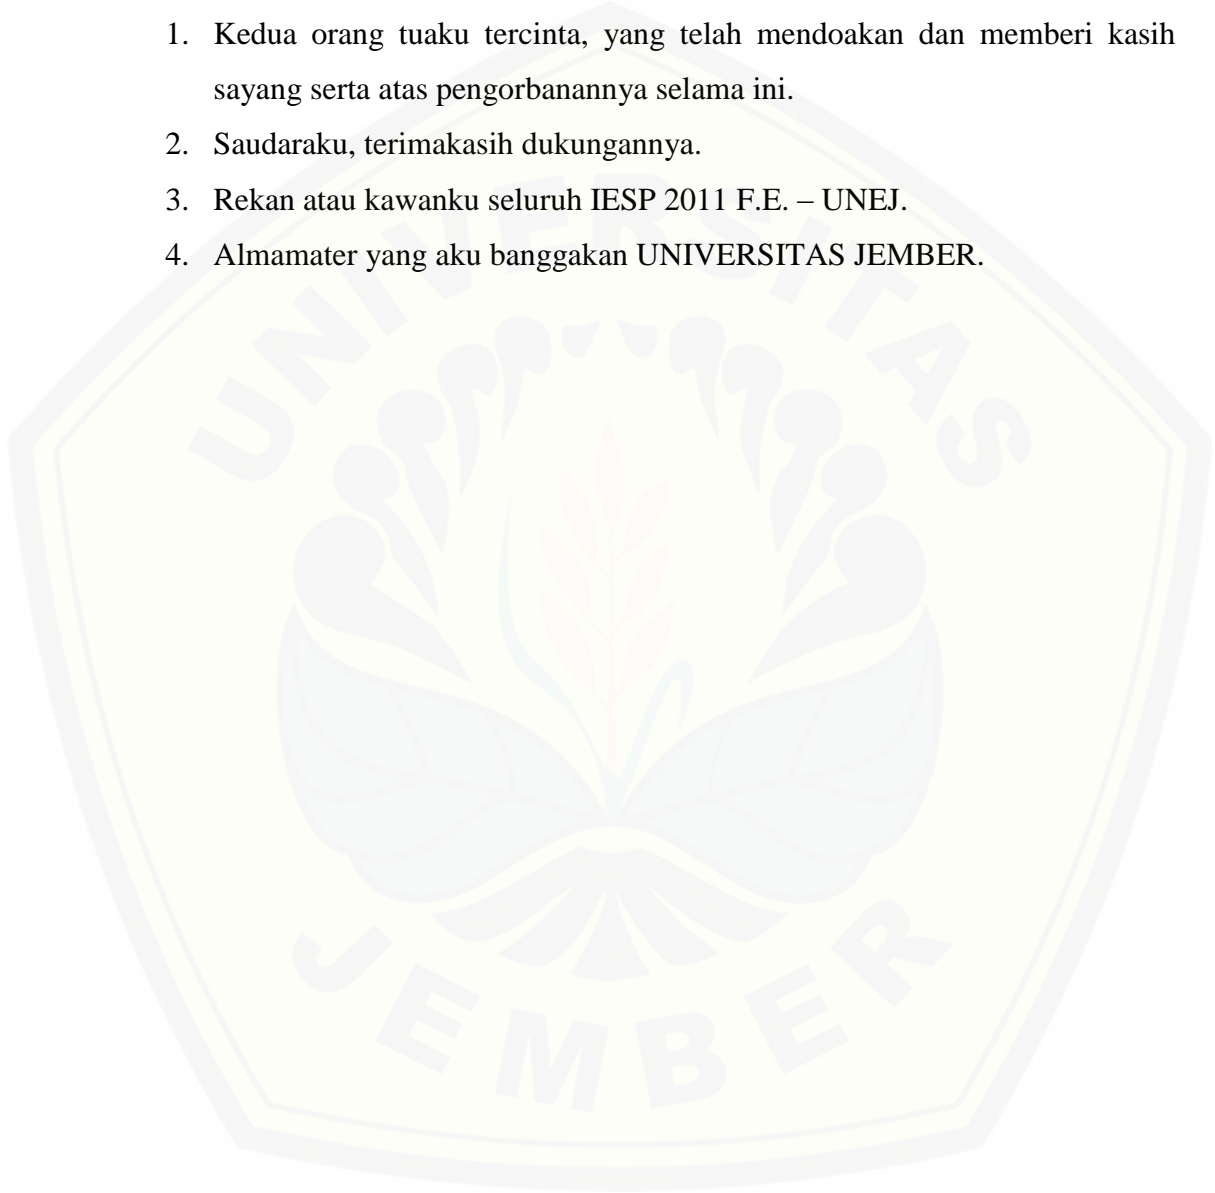 1. Kedua orang tuaku tercinta, yang telah mendoakan dan memberi kasih
sayang serta atas pengorbanannya selama ini.
2. Saudaraku, terimakasih dukungannya.
3. Rekan atau kawanku seluruh IESP 2011 F.E. – UNEJ.
4. Almamater yang aku banggakan UNIVERSITAS JEMBER.
UNIVERSITAS
JEMBER